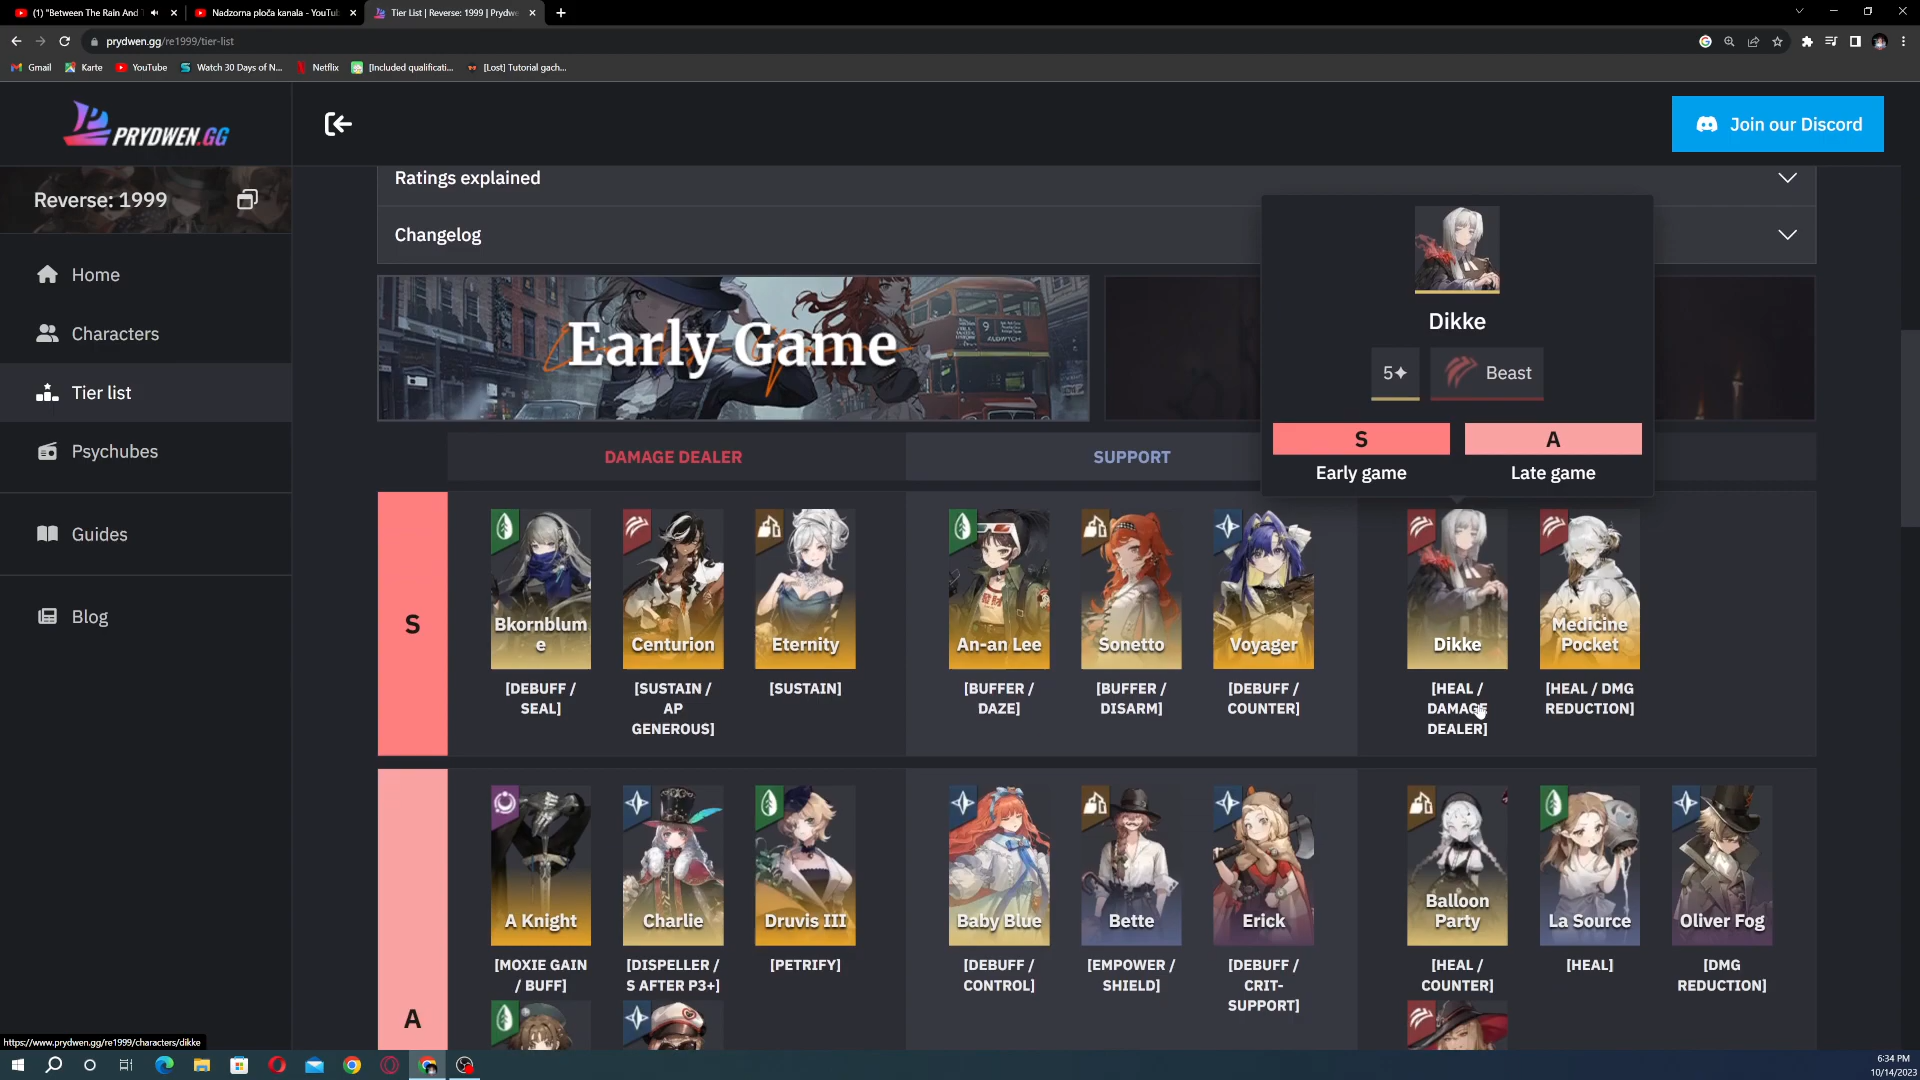 (1) "Between The Rain And
Nadzorna ploča kanala - YouTu
Tier List | Reverse: 1999 | Prydwe
prydwen.gg/re1999/tier-list
Gmail
Karte
YouTube
Watch 30 Days of N...
Netflix
[Included qualificati...
[Lost] Tutorial gach...
PRYDWEN.GG
Join our Discord
Reverse: 1999
Home
Characters
Tier list
Psychubes
Guides
Blog
Ratings explained
Changelog
Early Game
9
ALDWYCH
Dikke
5
Beast
S
A
Early game
Late game
DAMAGE DEALER
SUPPORT
S
Bkornblum
e
[DEBUFF /
SEAL]
Centurion
[SUSTAIN /
AP
GENEROUS]
Eternity
[SUSTAIN]
An-an Lee
[BUFFER /
DAZE]
Sonetto
[BUFFER /
DISARM]
Voyager
[DEBUFF /
COUNTER]
Dikke
[HEAL /
DAMAGE
DEALER]
Medicine
Pocket
[HEAL / DMG
REDUCTION]
A
A Knight
[MOXIE GAIN
/ BUFF]
Charlie
[DISPELLER /
S AFTER P3+]
Druvis III
[PETRIFY]
Baby Blue
[DEBUFF /
CONTROL]
Bette
[EMPOWER /
SHIELD]
Erick
[DEBUFF /
CRIT-
SUPPORT]
Balloon
Party
[HEAL /
COUNTER]
La Source
[HEAL]
Oliver Fog
[DMG
REDUCTION]
https://www.prydwen.gg/re1999/characters/dikke
6:34 PM
10/14/2023